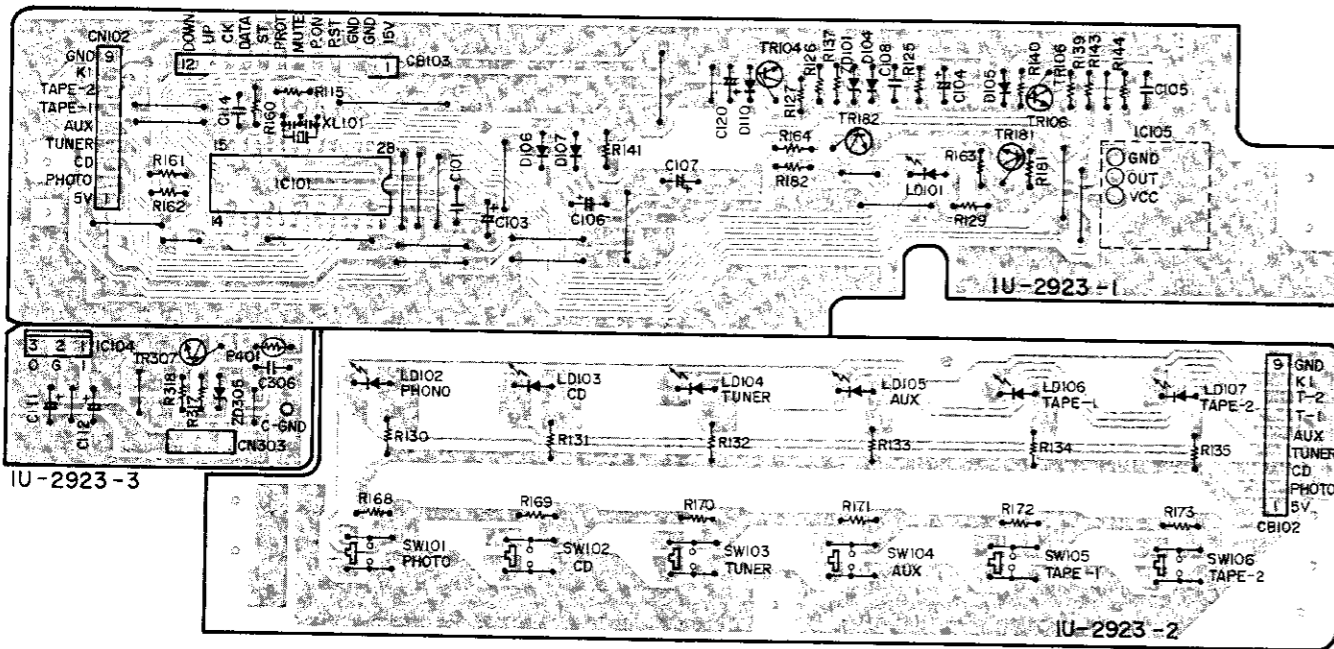 CN102
GND 9
K1
TAPE-2
TAPE-1
AUX
TUNER
CD
PHOTO
5V 1
DOWN
UP
CK
DATA
ST
PROT
MUTE
P.ON
P.ST
GND
GND
15V
12 1
CB103
C114
R160
R115
XL101
R161
R162
15 28
IC101
14 1
C101
C103
D106
D107
R141
C106
C107
C120
D110
TR104
R127
R126
R137
D101
D104
C108
R125
C104
D105
R140
TR106
TR106
R139
R143
R144
C105
R164
R182
TR182
LD101
R163
R129
TR181
R181
IC105
GND
OUT
VCC
1U-2923-1
3 2 1 IC104
O G I
TR307
P401
C306
C111
C112
R318
R317
ZD305
C-GND
CN303
1U-2923-3
LD102
PHONO
LD103
CD
LD104
TUNER
LD105
AUX
LD106
TAPE-1
LD107
TAPE-2
R130
R131
R132
R133
R134
R135
R168
R169
R170
R171
R172
R173
SW101
PHOTO
SW102
CD
SW103
TUNER
SW104
AUX
SW105
TAPE-1
SW106
TAPE-2
9 GND
K1
T-2
T-1
AUX
TUNER
CD
PHOTO
1 5V
CB102
1U-2923-2